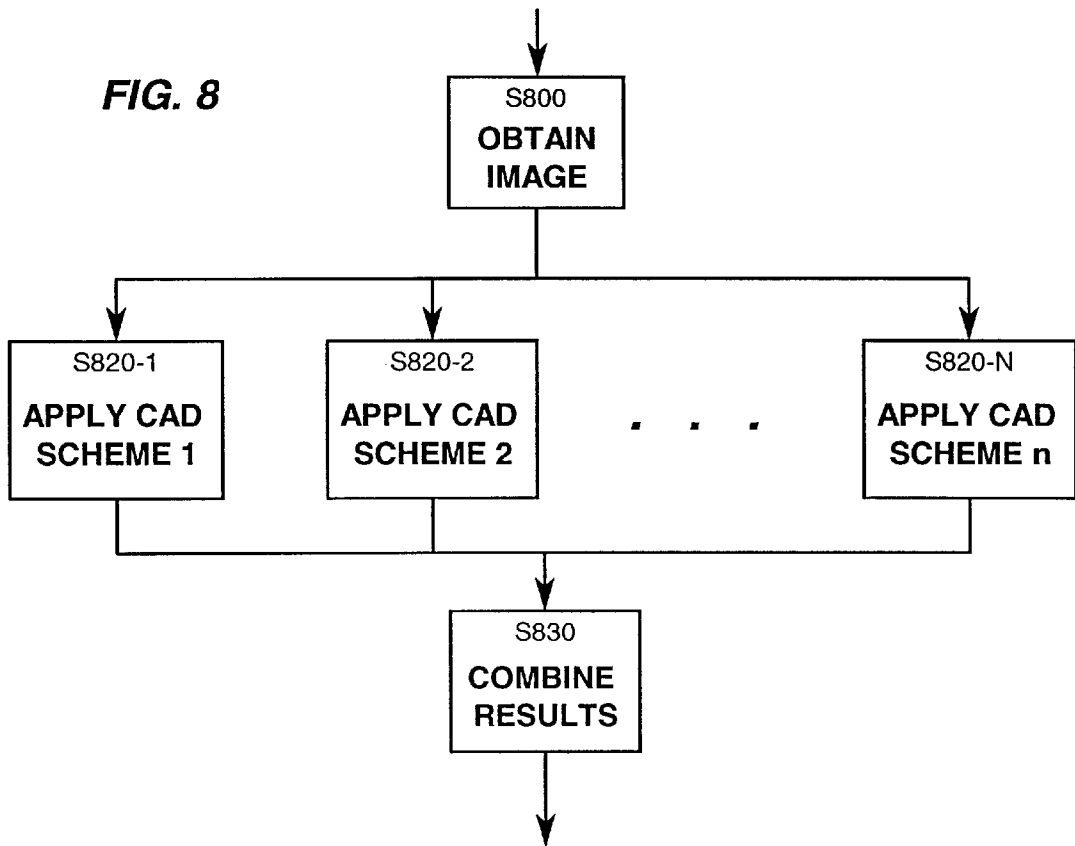 FIG. 8
S800
OBTAIN
IMAGE
S820-1
APPLY CAD
SCHEME 1
S820-2
APPLY CAD
SCHEME 2
. . .
S820-N
APPLY CAD
SCHEME n
S830
COMBINE
RESULTS